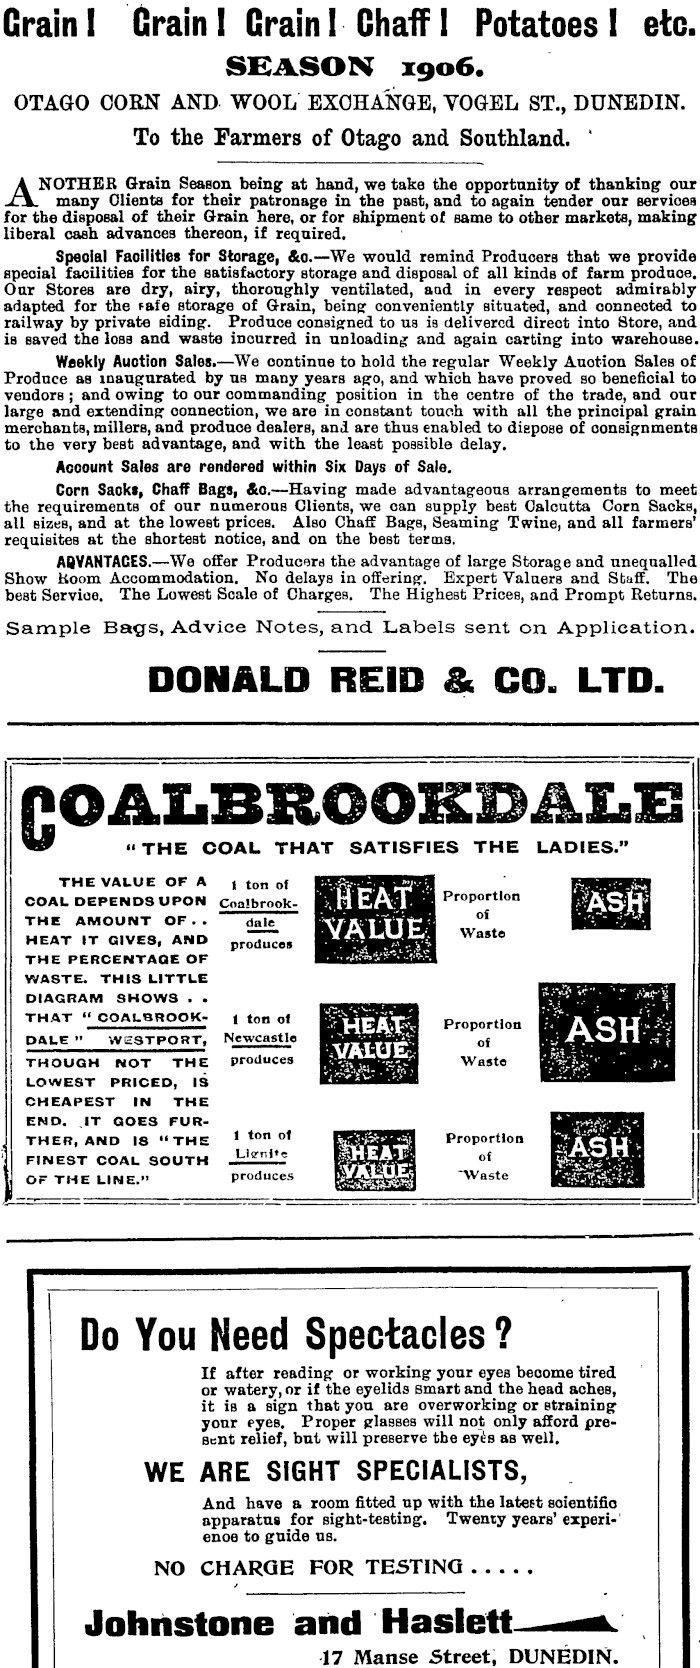 Grain! Grain! Grain! Chaff! Potatoes! etc.
SEASON 1906.
OTAGO CORN AND WOOL EXCHANGE, VOGEL ST., DUNEDIN.
To the Farmers of Otago and Southland.
ANOTHER Grain Season being at hand, we take the opportunity of thanking our
many Clients for their patronage in the past, and to again tender our services
for the disposal of their Grain here, or for shipment of same to other markets, making
liberal cash advances thereon, if required.
Special Facilities for Storage, &c.—We would remind Producers that we provide
special facilities for the satisfactory storage and disposal of all kinds of farm produce.
Our Stores are dry, airy, thoroughly ventilated, and in every respect admirably
adapted for the safe storage of Grain, being conveniently situated, and connected to
railway by private siding. Produce consigned to us is delivered direct into Store, and
is saved the loss and waste incurred in unloading and again carting into warehouse.
Weekly Auction Sales.—We continue to hold the regular Weekly Auction Sales of
Produce as inaugurated by us many years ago, and which have proved so beneficial to
vendors; and owing to our commanding position in the centre of the trade, and our
large and extending connection, we are in constant touch with all the principal grain
merchants, millers, and produce dealers, and are thus enabled to dispose of consignments
to the very best advantage, and with the least possible delay.
Account Sales are rendered within Six Days of Sale.
Corn Sacks, Chaff Bags, &c.—Having made advantageous arrangements to meet
the requirements of our numerous Clients, we can supply best Calcutta Corn Sacks,
all sizes, and at the lowest prices. Also Chaff Bags, Seaming Twine, and all farmers'
requisites at the shortest notice, and on the best terms.
ADVANTAGES.—We offer Producers the advantage of large Storage and unequalled
Show Room Accommodation. No delays in offering. Expert Valuers and Staff. The
best Service. The Lowest Scale of Charges. The Highest Prices, and Prompt Returns.
Sample Bags, Advice Notes, and Labels sent on Application.
DONALD REID & CO. LTD.
COALBROOKDALE
"THE COAL THAT SATISFIES THE LADIES."
THE VALUE OF A
COAL DEPENDS UPON
THE AMOUNT OF . .
HEAT IT GIVES, AND
THE PERCENTAGE OF
WASTE. THIS LITTLE
DIAGRAM SHOWS . .
THAT "COALBROOK-
DALE" WESTPORT,
THOUGH NOT THE
LOWEST PRICED, IS
CHEAPEST IN THE
END. IT GOES FUR-
THER, AND IS "THE
FINEST COAL SOUTH
OF THE LINE."
1 ton of
Coalbrook-
dale
produces
HEAT
VALUE
Proportion
of
Waste
ASH
1 ton of
Newcastle
produces
HEAT
VALUE
Proportion
of
Waste
ASH
1 ton of
Lignite
produces
HEAT
VALUE
Proportion
of
Waste
ASH
Do You Need Spectacles?
If after reading or working your eyes become tired
or watery, or if the eyelids smart and the head aches,
it is a sign that you are overworking or straining
your eyes. Proper glasses will not only afford pre-
sent relief, but will preserve the eyes as well.
WE ARE SIGHT SPECIALISTS,
And have a room fitted up with the latest scientific
apparatus for sight-testing. Twenty years' experi-
ence to guide us.
NO CHARGE FOR TESTING . . . . .
Johnstone and Haslett
17 Manse Street, DUNEDIN.